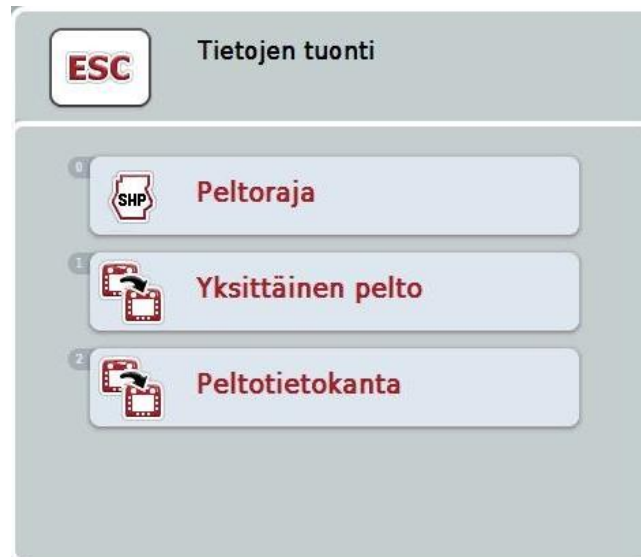 ESC
Tietojen tuonti
0
SHP
Peltoraja
1
Yksittäinen pelto
2
Peltotietokanta